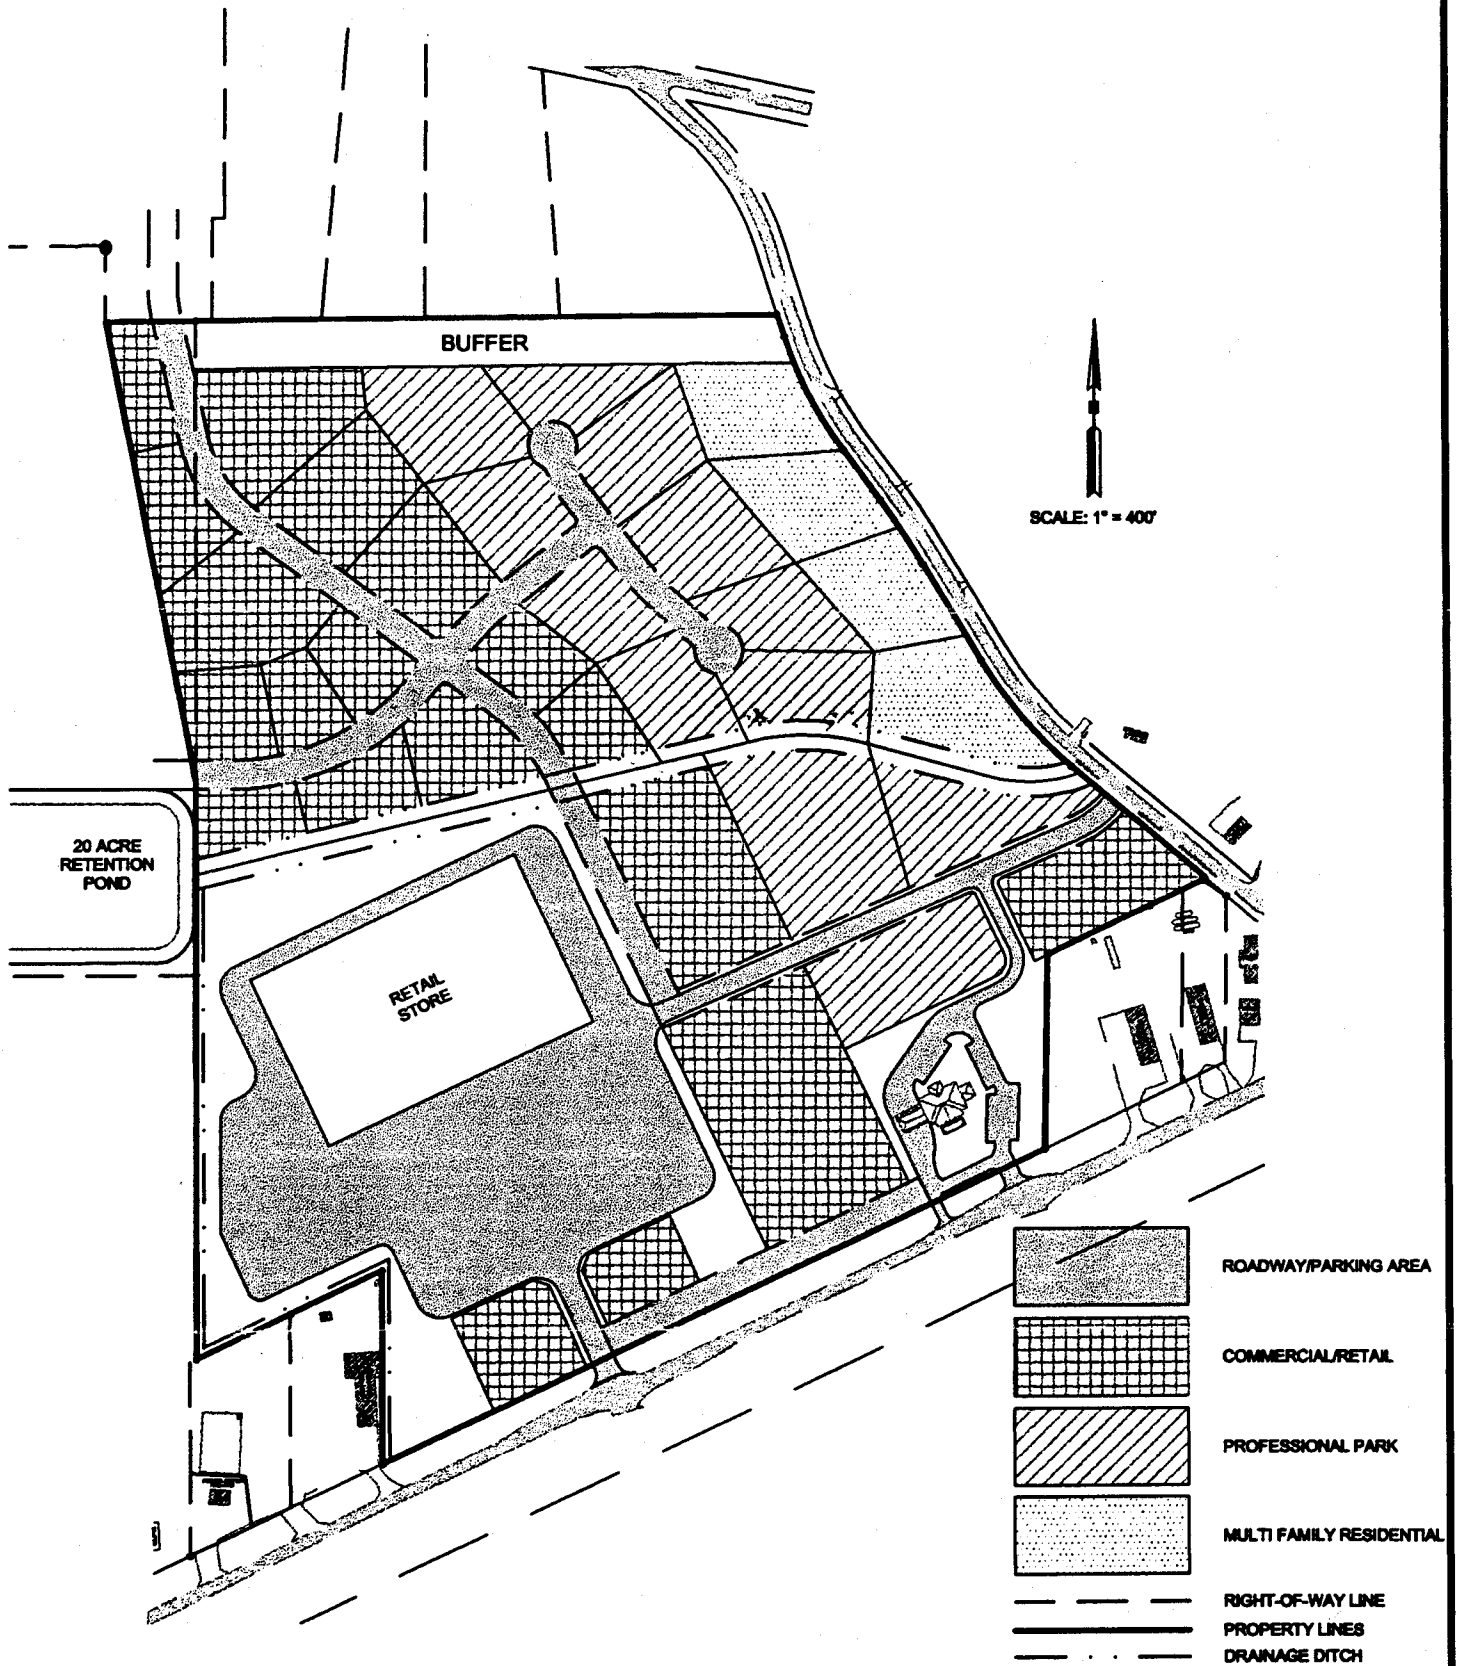 BUFFER
SCALE: 1" = 400'
20 ACRE
RETENTION
POND
RETAIL
STORE
ROADWAY/PARKING AREA
COMMERCIAL/RETAIL
PROFESSIONAL PARK
MULTI FAMILY RESIDENTIAL
RIGHT-OF-WAY LINE
PROPERTY LINES
DRAINAGE DITCH